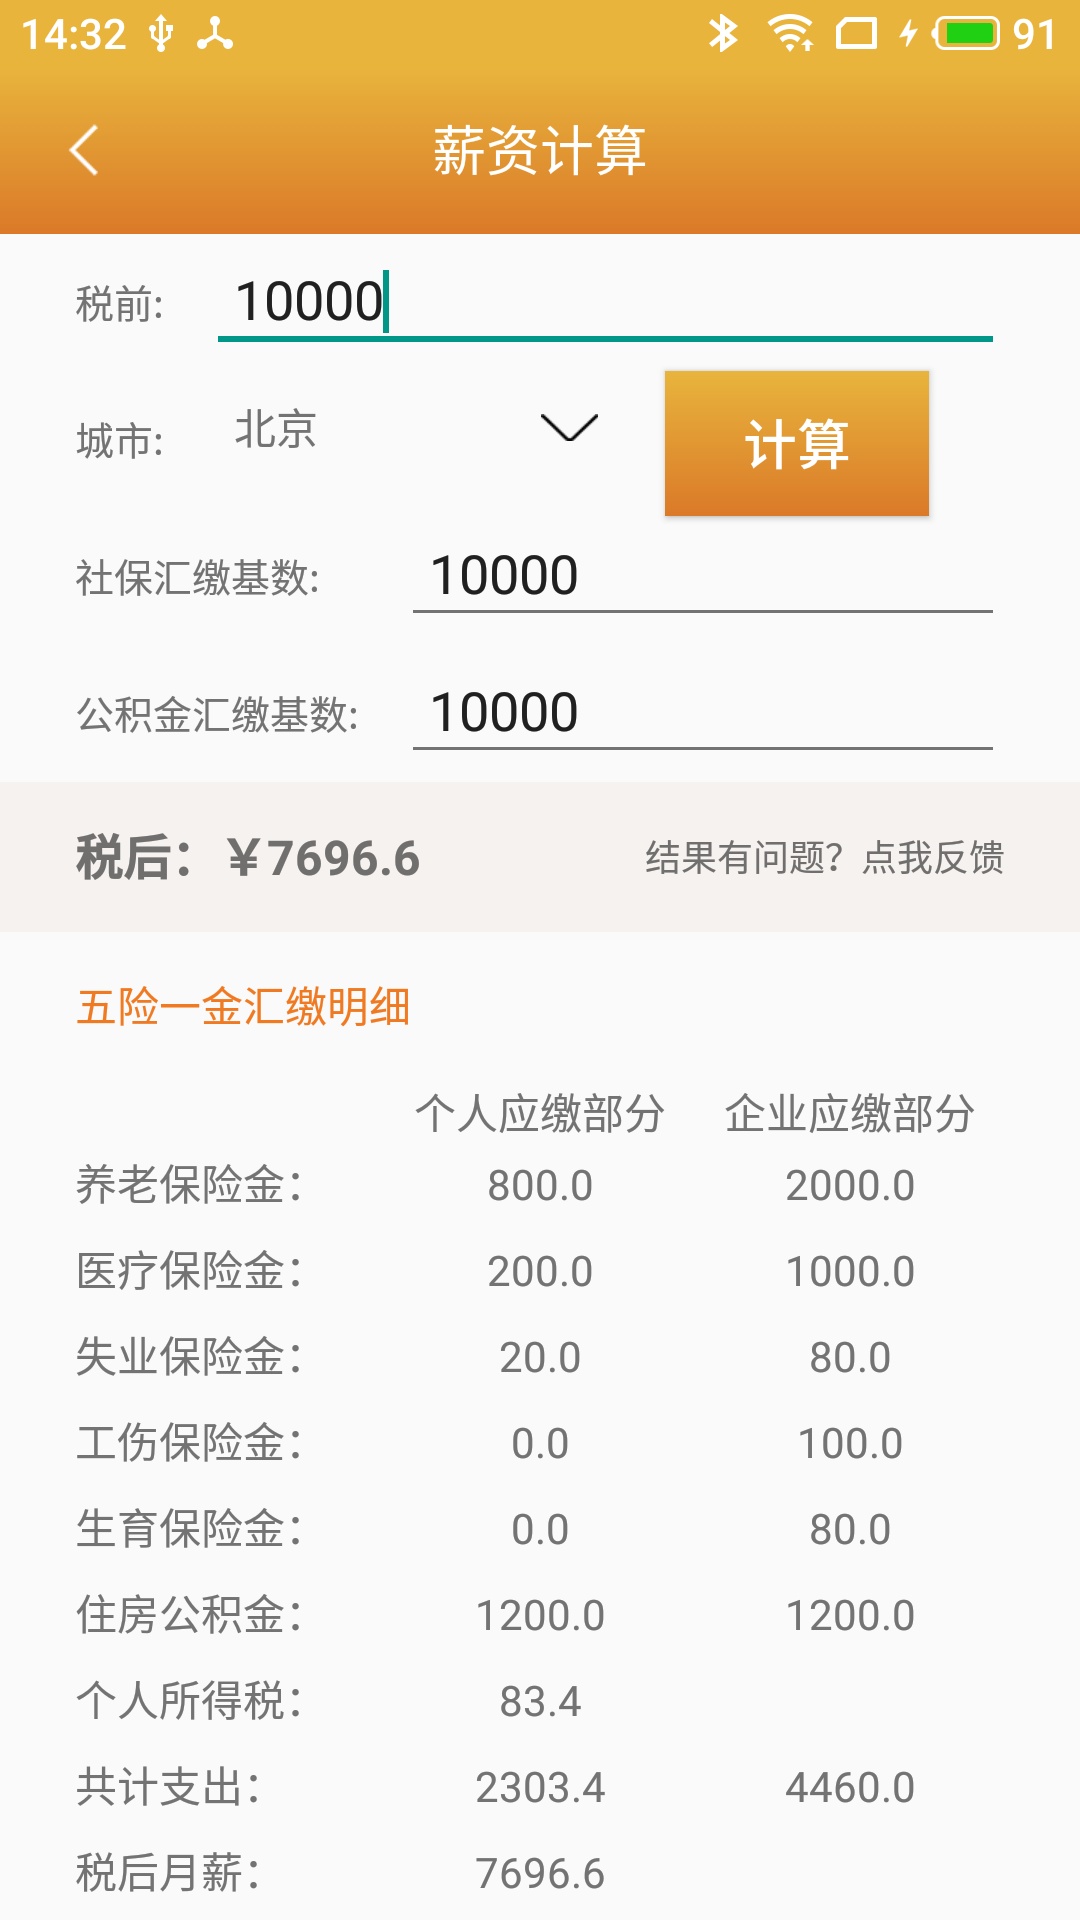 14:32 91
薪资计算
税前: 10000
城市: 北京 计算
社保汇缴基数: 10000
公积金汇缴基数: 10000
税后：￥7696.6 结果有问题？点我反馈
五险一金汇缴明细
个人应缴部分 企业应缴部分
养老保险金： 800.0 2000.0
医疗保险金： 200.0 1000.0
失业保险金： 20.0 80.0
工伤保险金： 0.0 100.0
生育保险金： 0.0 80.0
住房公积金： 1200.0 1200.0
个人所得税： 83.4
共计支出： 2303.4 4460.0
税后月薪： 7696.6